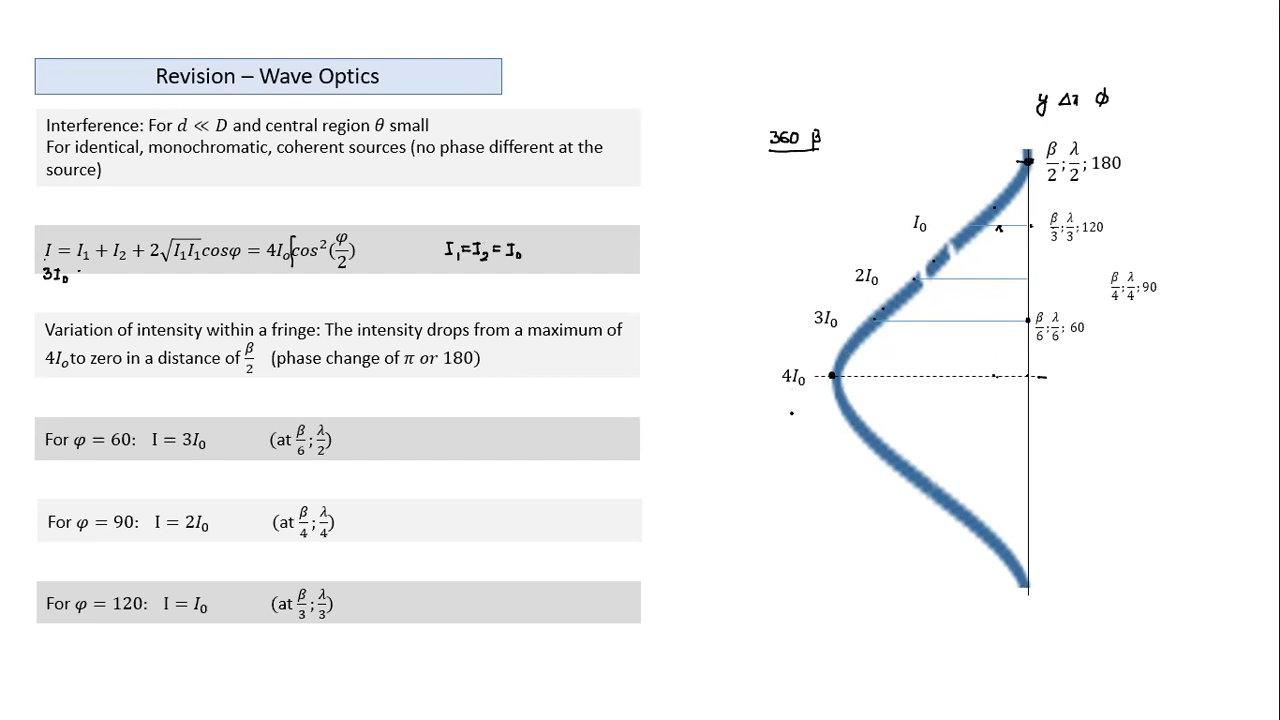 Revision – Wave Optics
Interference: For d ≪ D and central region θ small
For identical, monochromatic, coherent sources (no phase different at the
source)
I = I₁ + I₂ + 2√(I₁I₁)cosφ = 4I₀cos²(φ/2)
I₁=I₂ = I₀
3I₀
Variation of intensity within a fringe: The intensity drops from a maximum of
4I₀to zero in a distance of β/2 (phase change of π or 180)
For φ = 60: I = 3I₀ (at β/6; λ/2)
For φ = 90: I = 2I₀ (at β/4; λ/4)
For φ = 120: I = I₀ (at β/3; λ/3)
y Δx ϕ
360 β
β/2; λ/2; 180
I₀
β/3; λ/3; 120
2I₀
β/4; λ/4; 90
3I₀
β/6; λ/6; 60
4I₀